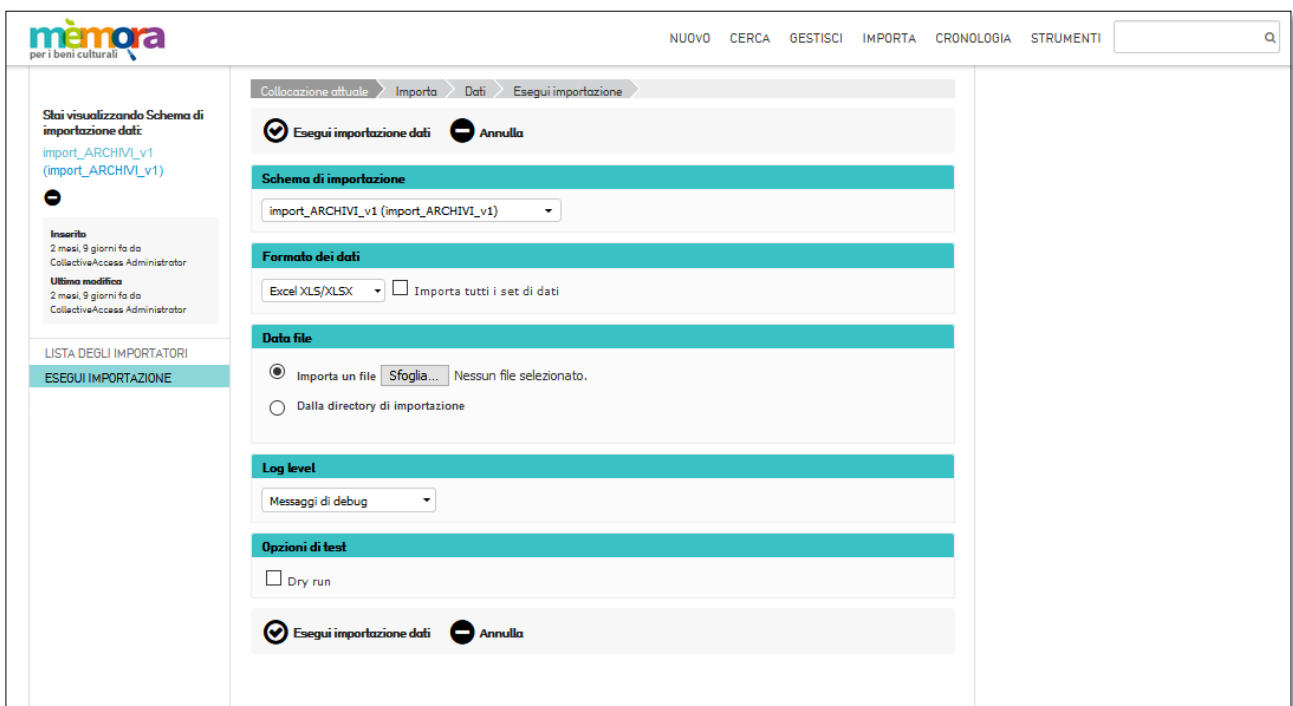 mèmora
per i beni culturali
NUOVO CERCA GESTISCI IMPORTA CRONOLOGIA STRUMENTI
Stai visualizzando Schema di
importazione dati:
import_ARCHIVI_v1
(import_ARCHIVI_v1)
Inserito
2 mesi, 9 giorni fa da
CollectiveAccess Administrator
Ultima modifica
2 mesi, 9 giorni fa da
CollectiveAccess Administrator
LISTA DEGLI IMPORTATORI
ESEGUI IMPORTAZIONE
Collocazione attuale Importa Dati Esegui importazione
Esegui importazione dati Annulla
Schema di importazione
import_ARCHIVI_v1 (import_ARCHIVI_v1)
Formato dei dati
Excel XLS/XLSX Importa tutti i set di dati
Data file
Importa un file Sfoglia... Nessun file selezionato.
Dalla directory di importazione
Log level
Messaggi di debug
Opzioni di test
Dry run
Esegui importazione dati Annulla